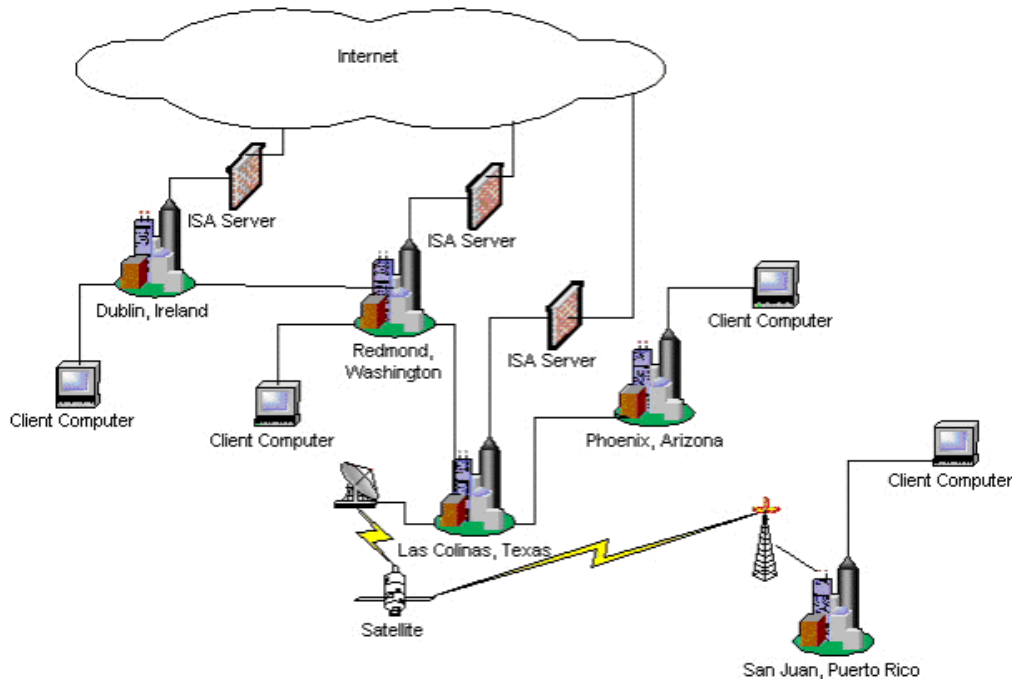 Internet
ISA Server
ISA Server
Dublin, Ireland
Client Computer
Redmond,
Washington
ISA Server
Client Computer
Client Computer
Phoenix, Arizona
Client Computer
Las Colinas, Texas
Satellite
San Juan, Puerto Rico